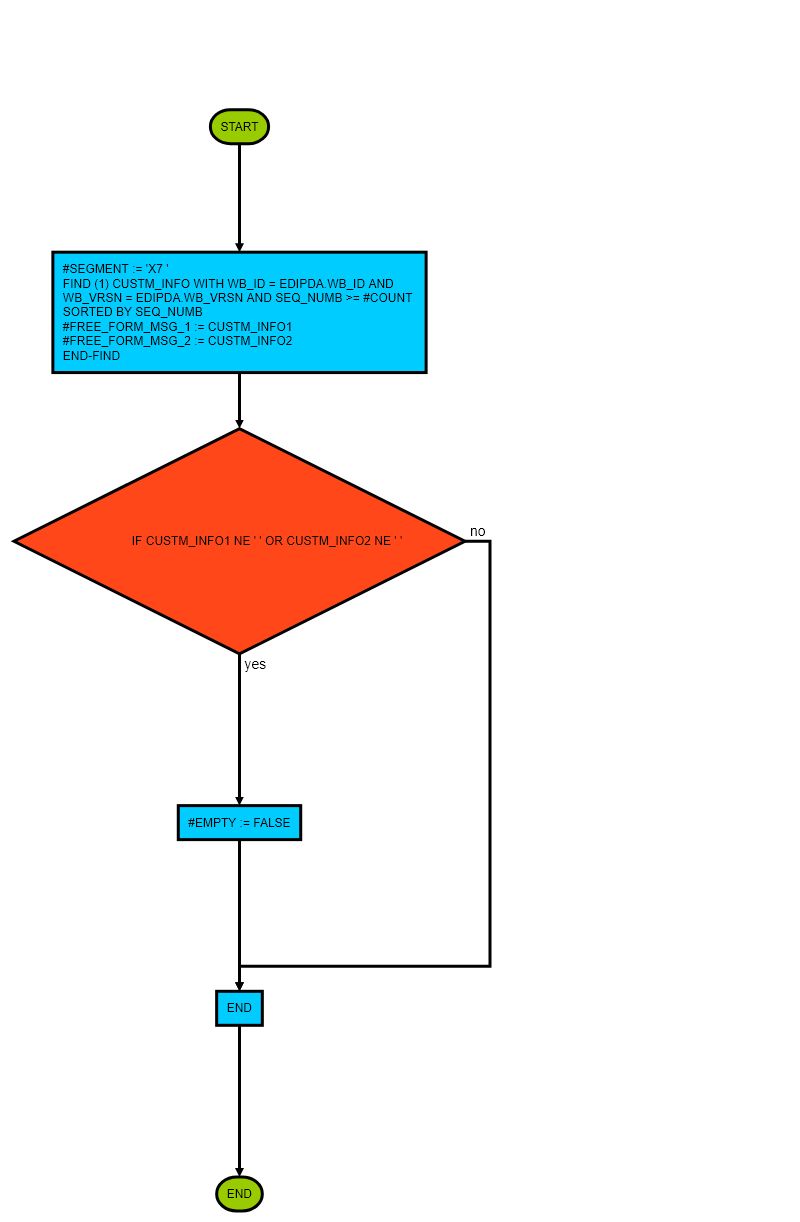 START
#SEGMENT := 'X7 '
FIND (1) CUSTM_INFO WITH WB_ID = EDIPDA.WB_ID AND
WB_VRSN = EDIPDA.WB_VRSN AND SEQ_NUMB >= #COUNT
SORTED BY SEQ_NUMB
#FREE_FORM_MSG_1 := CUSTM_INFO1
#FREE_FORM_MSG_2 := CUSTM_INFO2
END-FIND
no
IF CUSTM_INFO1 NE ' ' OR CUSTM_INFO2 NE ' '
yes
#EMPTY := FALSE
END
END